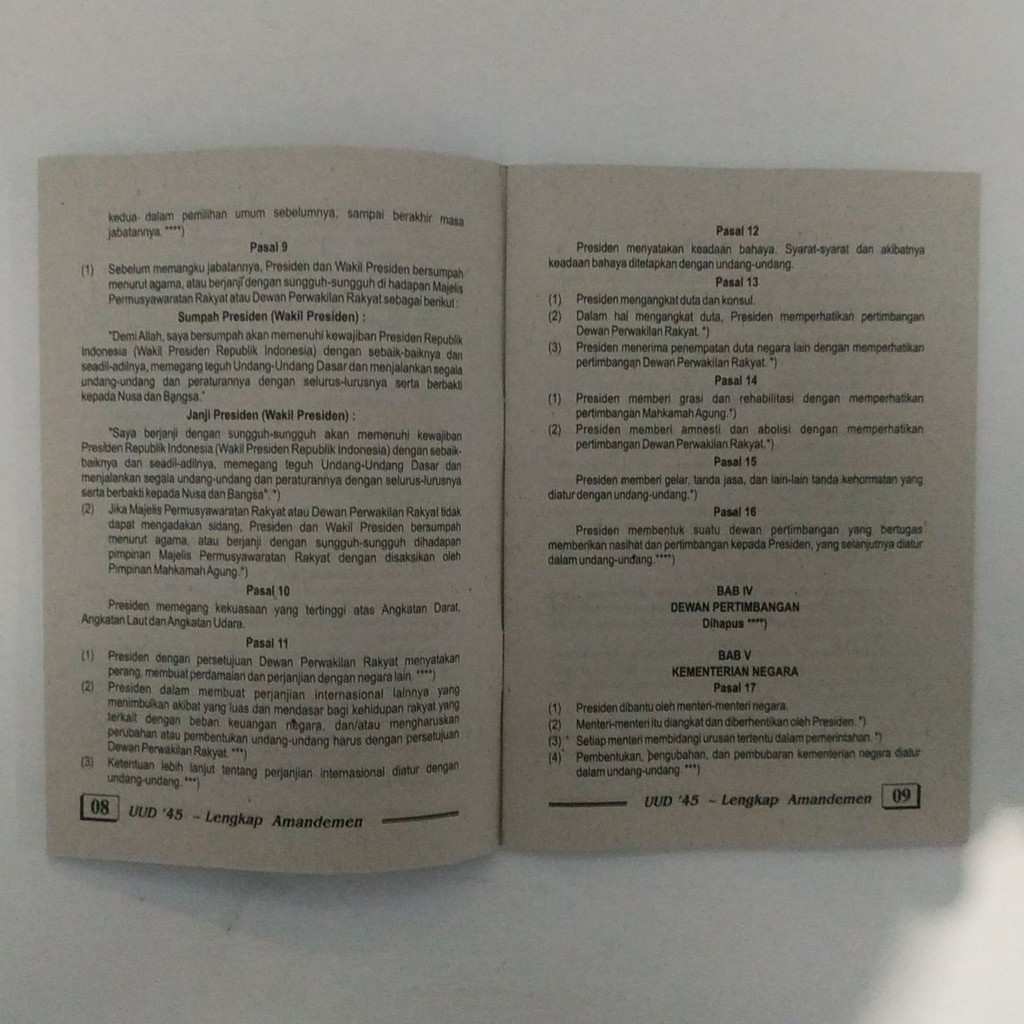 kedua dalam pemilihan umum sebelumnya, sampai berakhir masa
jabatannya. ****)
Pasal 9
(1) Sebelum memangku jabatannya, Presiden dan Wakil Presiden bersumpah
menurut agama, atau berjanji dengan sungguh-sungguh di hadapan Majelis
Permusyawaratan Rakyat atau Dewan Perwakilan Rakyat sebagai berikut :
Sumpah Presiden (Wakil Presiden) :
"Demi Allah, saya bersumpah akan memenuhi kewajiban Presiden Republik
Indonesia (Wakil Presiden Republik Indonesia) dengan sebaik-baiknya dan
seadil-adilnya, memegang teguh Undang-Undang Dasar dan menjalankan segala
undang-undang dan peraturannya dengan selurus-lurusnya serta berbakti
kepada Nusa dan Bangsa."
Janji Presiden (Wakil Presiden) :
"Saya berjanji dengan sungguh-sungguh akan memenuhi kewajiban
Presiden Republik Indonesia (Wakil Presiden Republik Indonesia) dengan sebaik-
baiknya dan seadil-adilnya, memegang teguh Undang-Undang Dasar dan
menjalankan segala undang-undang dan peraturannya dengan selurus-lurusnya
serta berbakti kepada Nusa dan Bangsa". *)
(2) Jika Majelis Permusyawaratan Rakyat atau Dewan Perwakilan Rakyat tidak
dapat mengadakan sidang, Presiden dan Wakil Presiden bersumpah
menurut agama, atau berjanji dengan sungguh-sungguh dihadapan
pimpinan Majelis Permusyawaratan Rakyat dengan disaksikan oleh
Pimpinan Mahkamah Agung.*)
Pasal 10
Presiden memegang kekuasaan yang tertinggi atas Angkatan Darat,
Angkatan Laut dan Angkatan Udara.
Pasal 11
(1) Presiden dengan persetujuan Dewan Perwakilan Rakyat menyatakan
perang, membuat perdamaian dan perjanjian dengan negara lain. ****)
(2) Presiden dalam membuat perjanjian internasional lainnya yang
menimbulkan akibat yang luas dan mendasar bagi kehidupan rakyat yang
terkait dengan beban keuangan negara, dan/atau mengharuskan
perubahan atau pembentukan undang-undang harus dengan persetujuan
Dewan Perwakilan Rakyat. ***)
(3) Ketentuan lebih lanjut tentang perjanjian internasional diatur dengan
undang-undang. ***)
08 UUD '45 ~ Lengkap Amandemen
Pasal 12
Presiden menyatakan keadaan bahaya. Syarat-syarat dan akibatnya
keadaan bahaya ditetapkan dengan undang-undang.
Pasal 13
(1) Presiden mengangkat duta dan konsul.
(2) Dalam hal mengangkat duta, Presiden memperhatikan pertimbangan
Dewan Perwakilan Rakyat. *)
(3) Presiden menerima penempatan duta negara lain dengan memperhatikan
pertimbangan Dewan Perwakilan Rakyat. *)
Pasal 14
(1) Presiden memberi grasi dan rehabilitasi dengan memperhatikan
pertimbangan Mahkamah Agung.*)
(2) Presiden memberi amnesti dan abolisi dengan memperhatikan
pertimbangan Dewan Perwakilan Rakyat.*)
Pasal 15
Presiden memberi gelar, tanda jasa, dan lain-lain tanda kehormatan yang
diatur dengan undang-undang.*)
Pasal 16
Presiden membentuk suatu dewan pertimbangan yang bertugas
memberikan nasihat dan pertimbangan kepada Presiden, yang selanjutnya diatur
dalam undang-undang.****)
BAB IV
DEWAN PERTIMBANGAN
Dihapus ****)
BAB V
KEMENTERIAN NEGARA
Pasal 17
(1) Presiden dibantu oleh menteri-menteri negara.
(2) Menteri-menteri itu diangkat dan diberhentikan oleh Presiden. *)
(3) Setiap menteri membidangi urusan tertentu dalam pemerintahan. *)
(4) Pembentukan, pengubahan, dan pembubaran kementerian negara diatur
dalam undang-undang. ***)
UUD '45 ~ Lengkap Amandemen 09